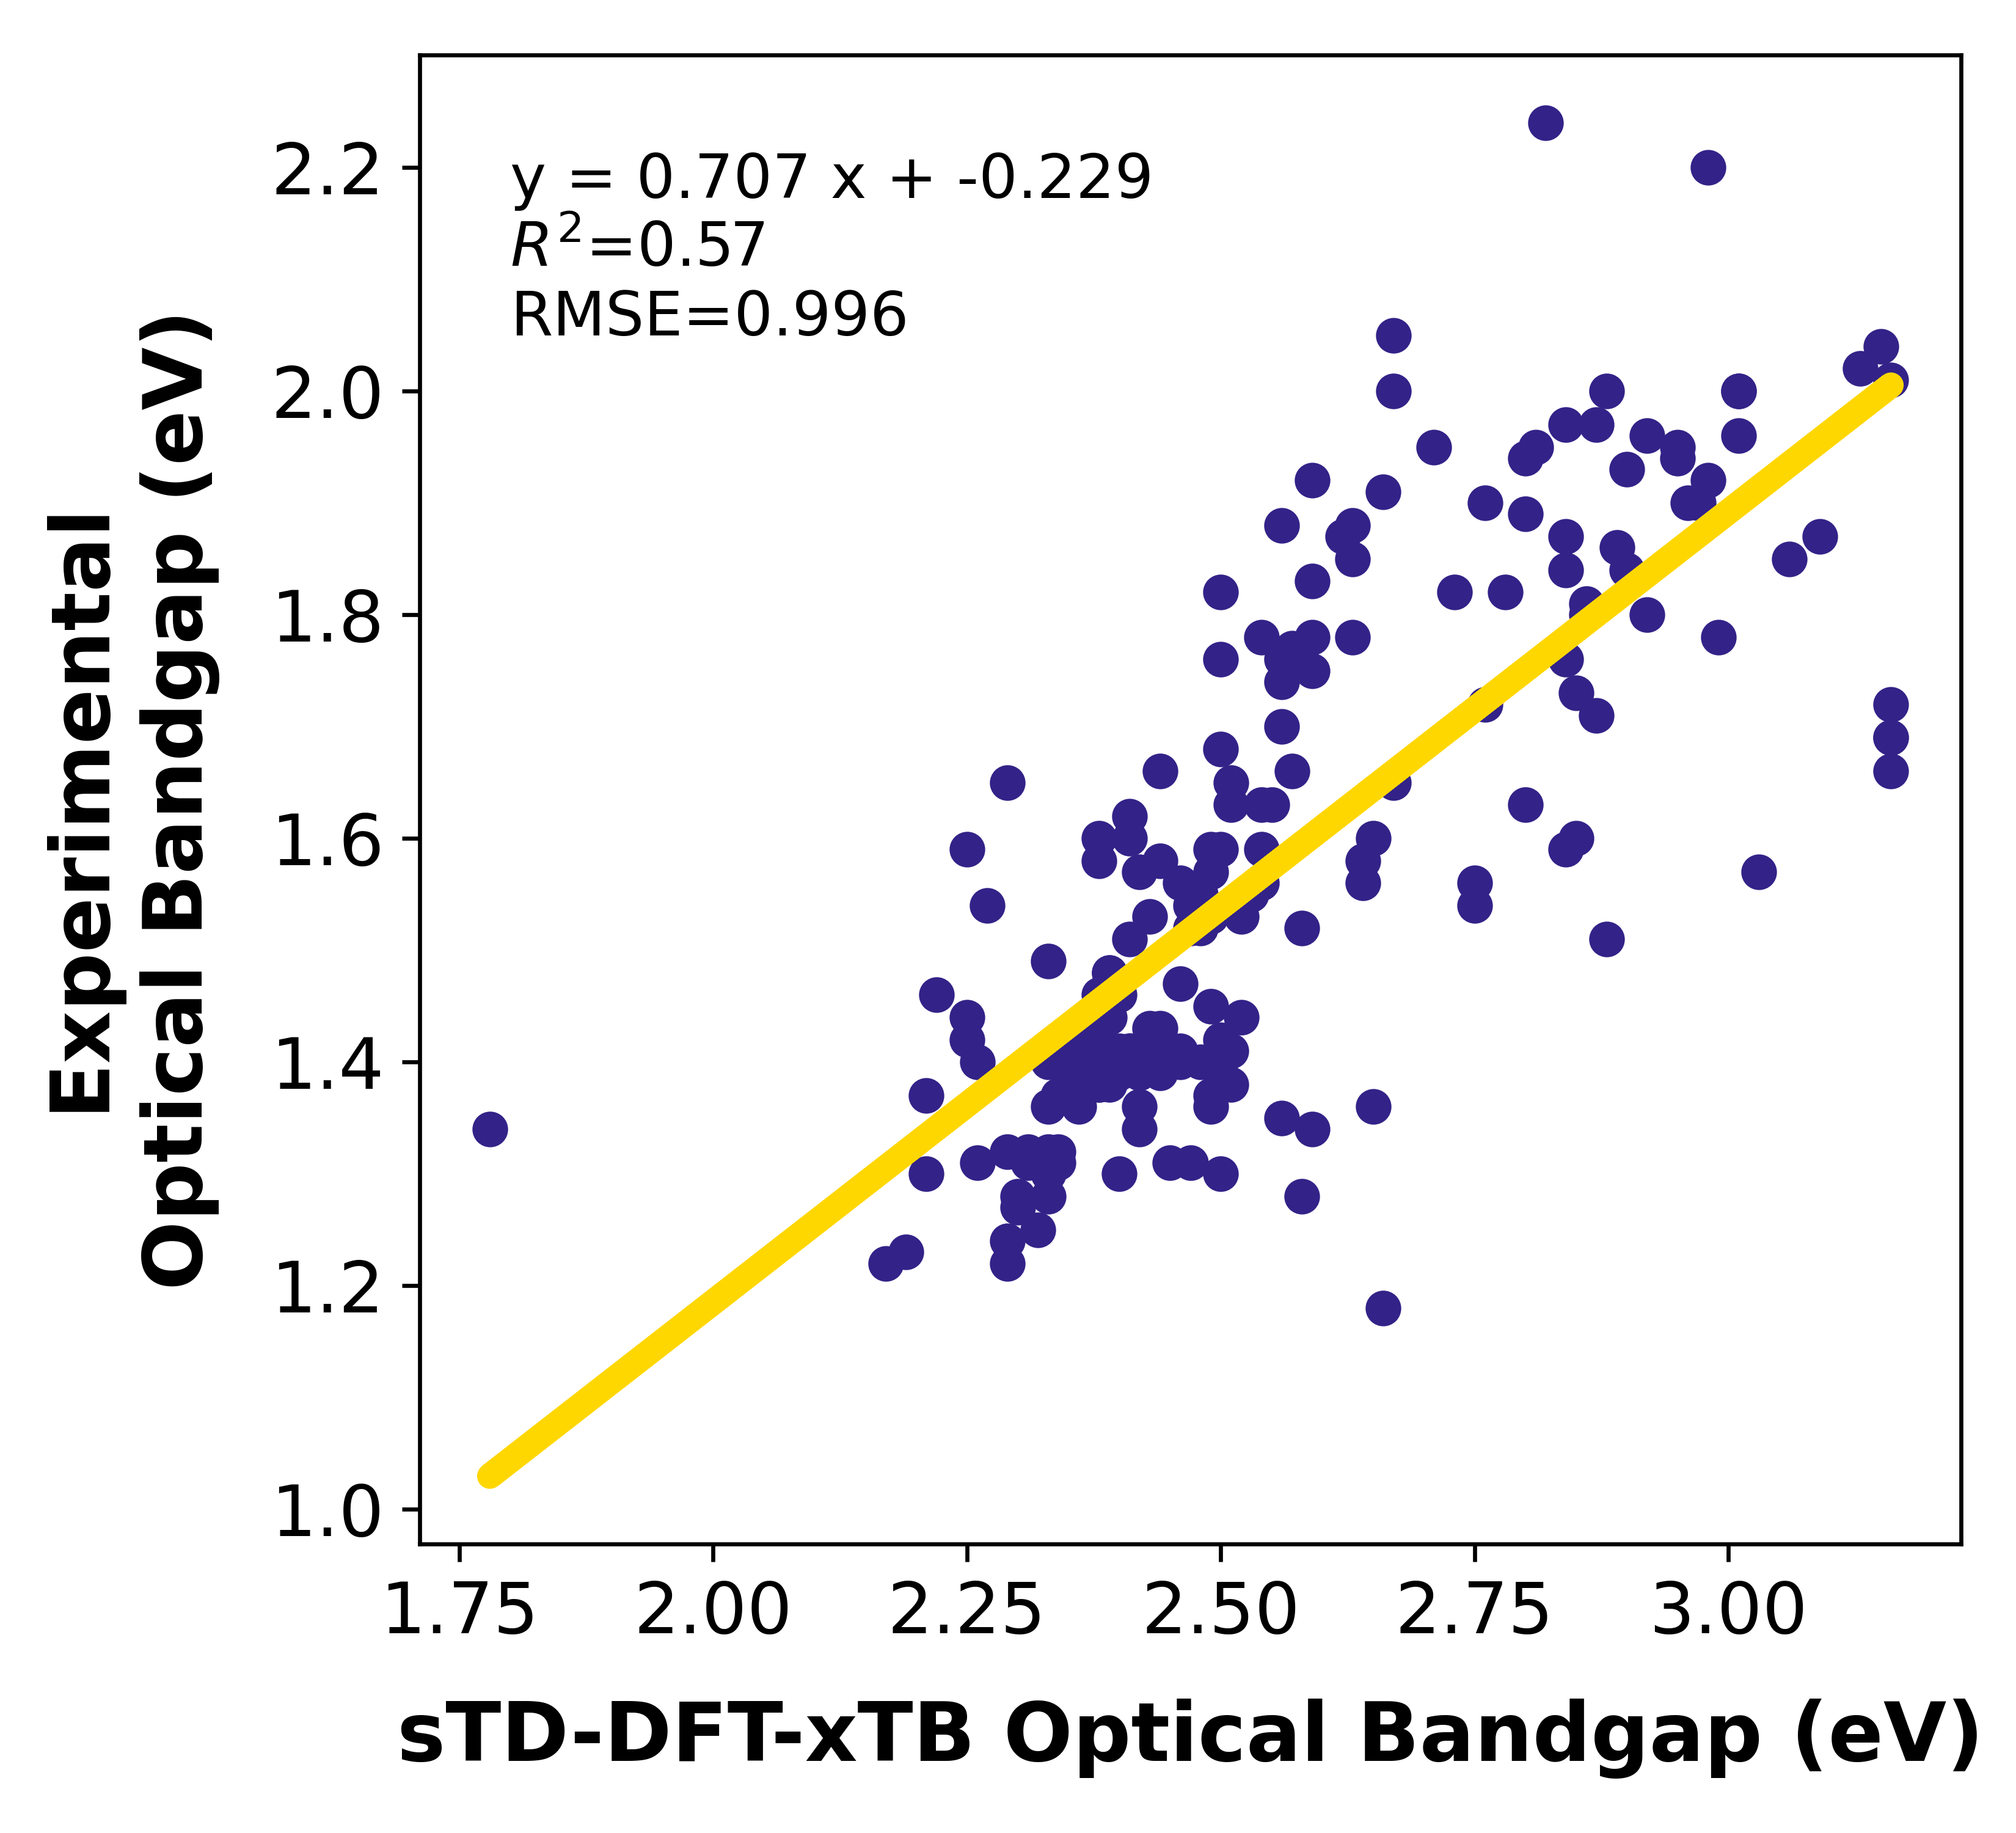 y = 0.707 x + -0.229
R²=0.57
RMSE=0.996
Experimental
Optical Bandgap (eV)
2.2
2.0
1.8
1.6
1.4
1.2
1.0
1.75 2.00 2.25 2.50 2.75 3.00
sTD-DFT-xTB Optical Bandgap (eV)